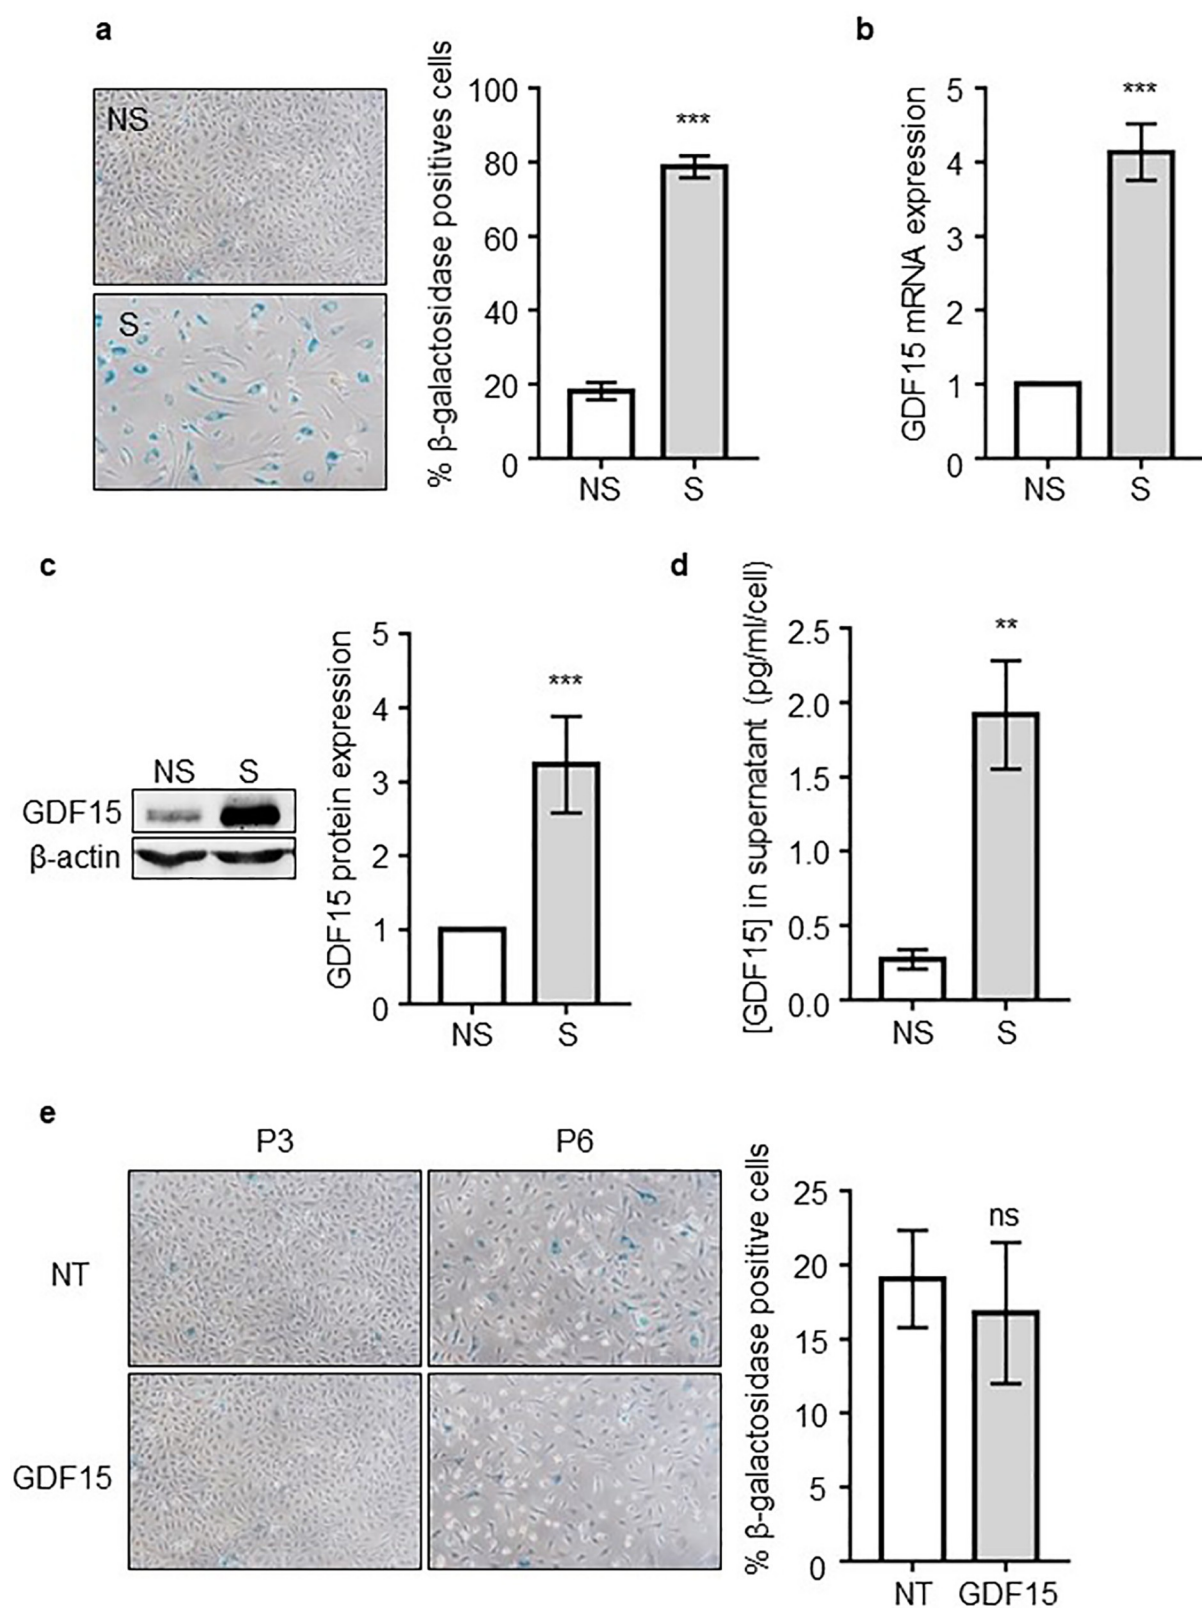 a
NS
S
% β-galactosidase positives cells
100
80
60
40
20
0
***
NS S
b
GDF15 mRNA expression
5
4
3
2
1
0
***
NS S
c
NS S
GDF15
β-actin
GDF15 protein expression
5
4
3
2
1
0
***
NS S
d
[GDF15] in supernatant (pg/ml/cell)
2.5
2.0
1.5
1.0
0.5
0.0
**
NS S
e
P3 P6
NT
GDF15
% β-galactosidase positive cells
25
20
15
10
5
0
ns
NT GDF15